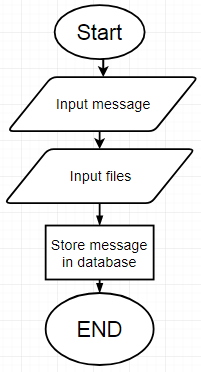 Start
Input message
Input files
Store message
in database
END